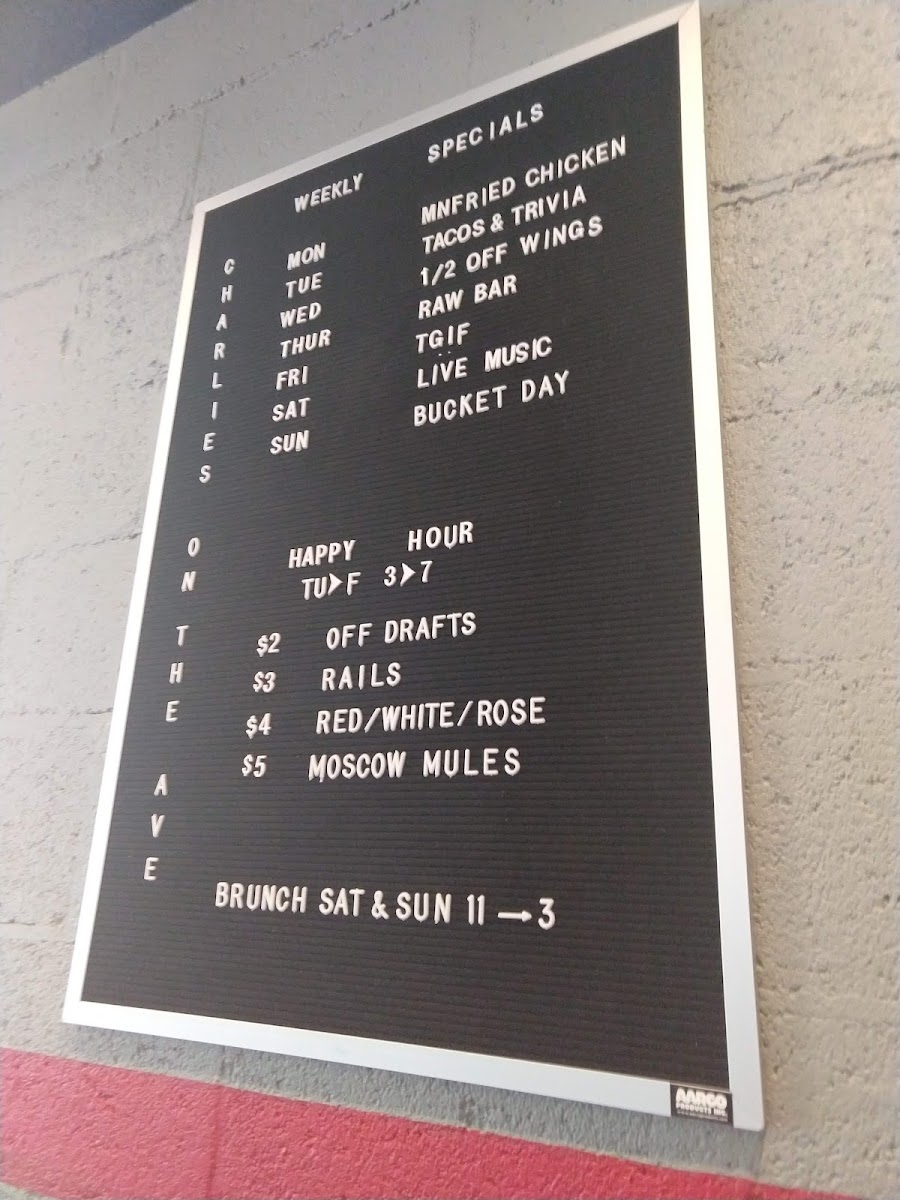 WEEKLY SPECIALS
MON MNFRIED CHICKEN
TUE TACOS & TRIVIA
WED 1/2 OFF WINGS
THUR RAW BAR
FRI TGIF
SAT LIVE MUSIC
SUN BUCKET DAY
CHARLIES ON THE AVE
HAPPY HOUR
TU➤F 3➤7
$2 OFF DRAFTS
$3 RAILS
$4 RED/WHITE/ROSE
$5 MOSCOW MULES
BRUNCH SAT & SUN 11→3
AARCO
PRODUCTS INC.